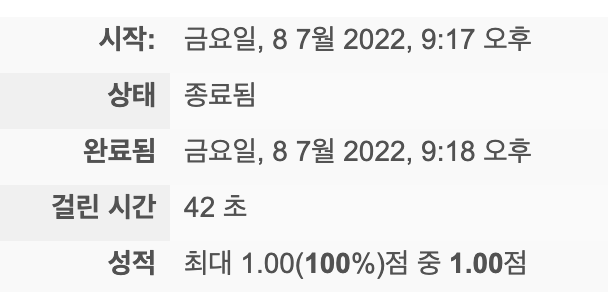 시작: 금요일, 8 7월 2022, 9:17 오후
상태 종료됨
완료됨 금요일, 8 7월 2022, 9:18 오후
걸린 시간 42 초
성적 최대 1.00(100%)점 중 1.00점